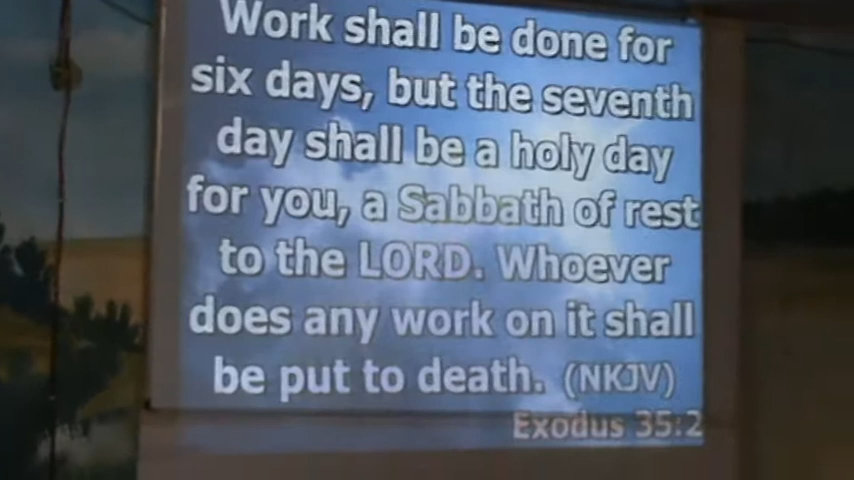 Work shall be done for
six days, but the seventh
day shall be a holy day
for you, a Sabbath of rest
to the LORD. Whoever
does any work on it shall
be put to death. (NKJV)
Exodus 35:2